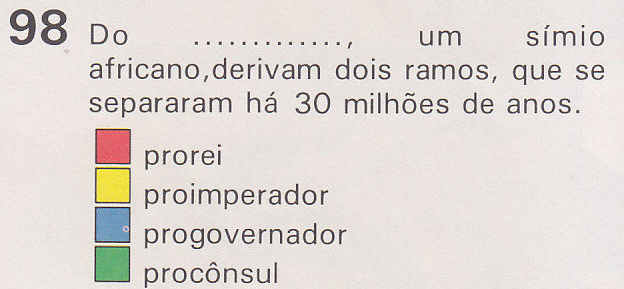 98 Do ............., um símio
africano,derivam dois ramos, que se
separaram há 30 milhões de anos.
prorei
proimperador
progovernador
procônsul